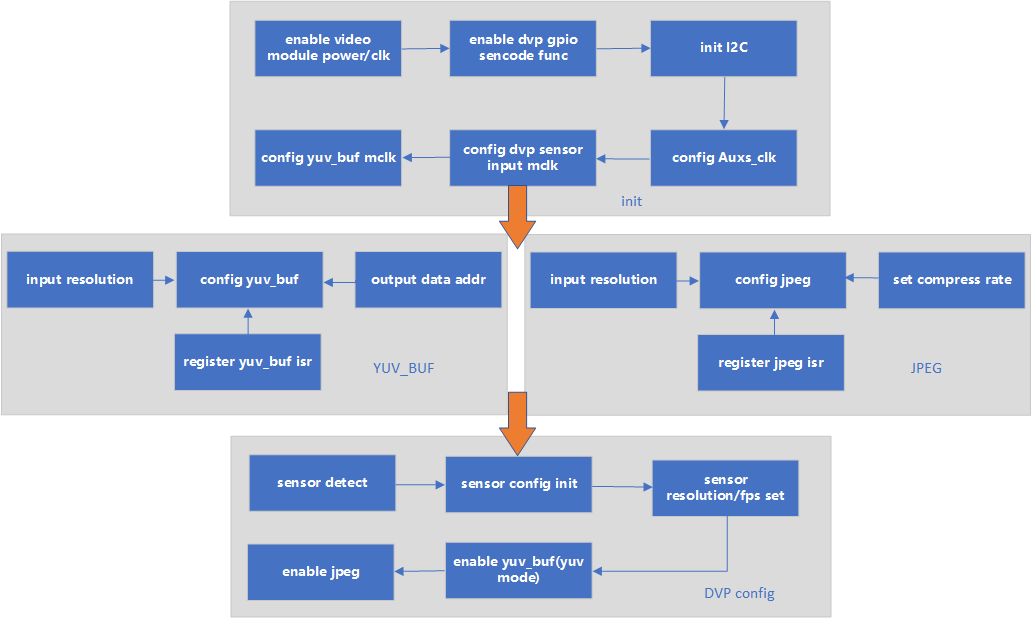 enable video
module power/clk
enable dvp gpio
sencode func
init I2C
config yuv_buf mclk
config dvp sensor
input mclk
config Auxs_clk
init
input resolution
config yuv_buf
output data addr
register yuv_buf isr
YUV_BUF
input resolution
config jpeg
set compress rate
register jpeg isr
JPEG
sensor detect
sensor config init
sensor
resolution/fps set
enable jpeg
enable yuv_buf(yuv
mode)
DVP config